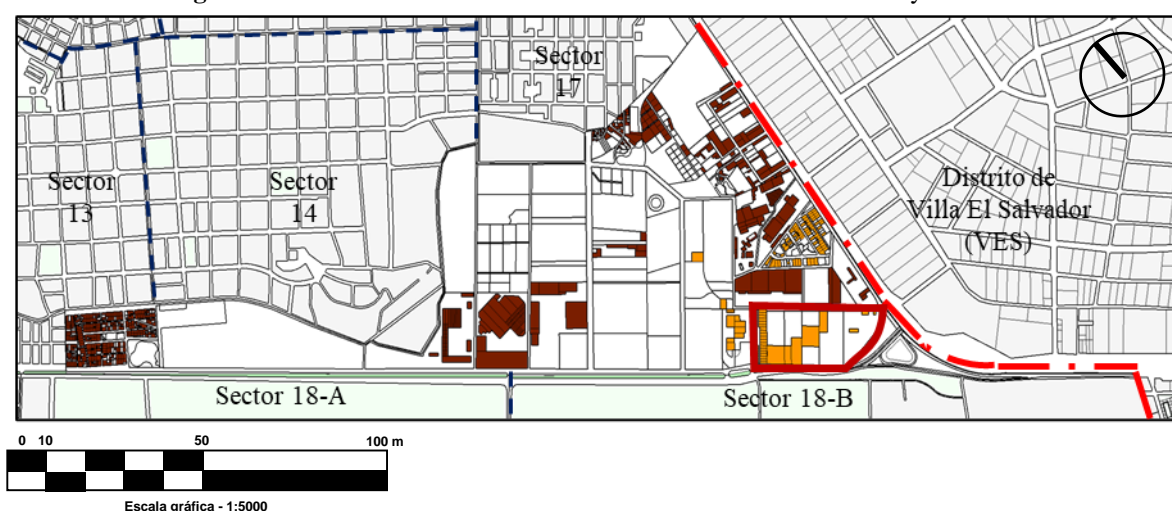 Sector
17
Sector
13
Sector
14
Distrito de
Villa El Salvador
(VES)
Sector 18-A
Sector 18-B
0 10 50 100 m
Escala gráfica - 1:5000